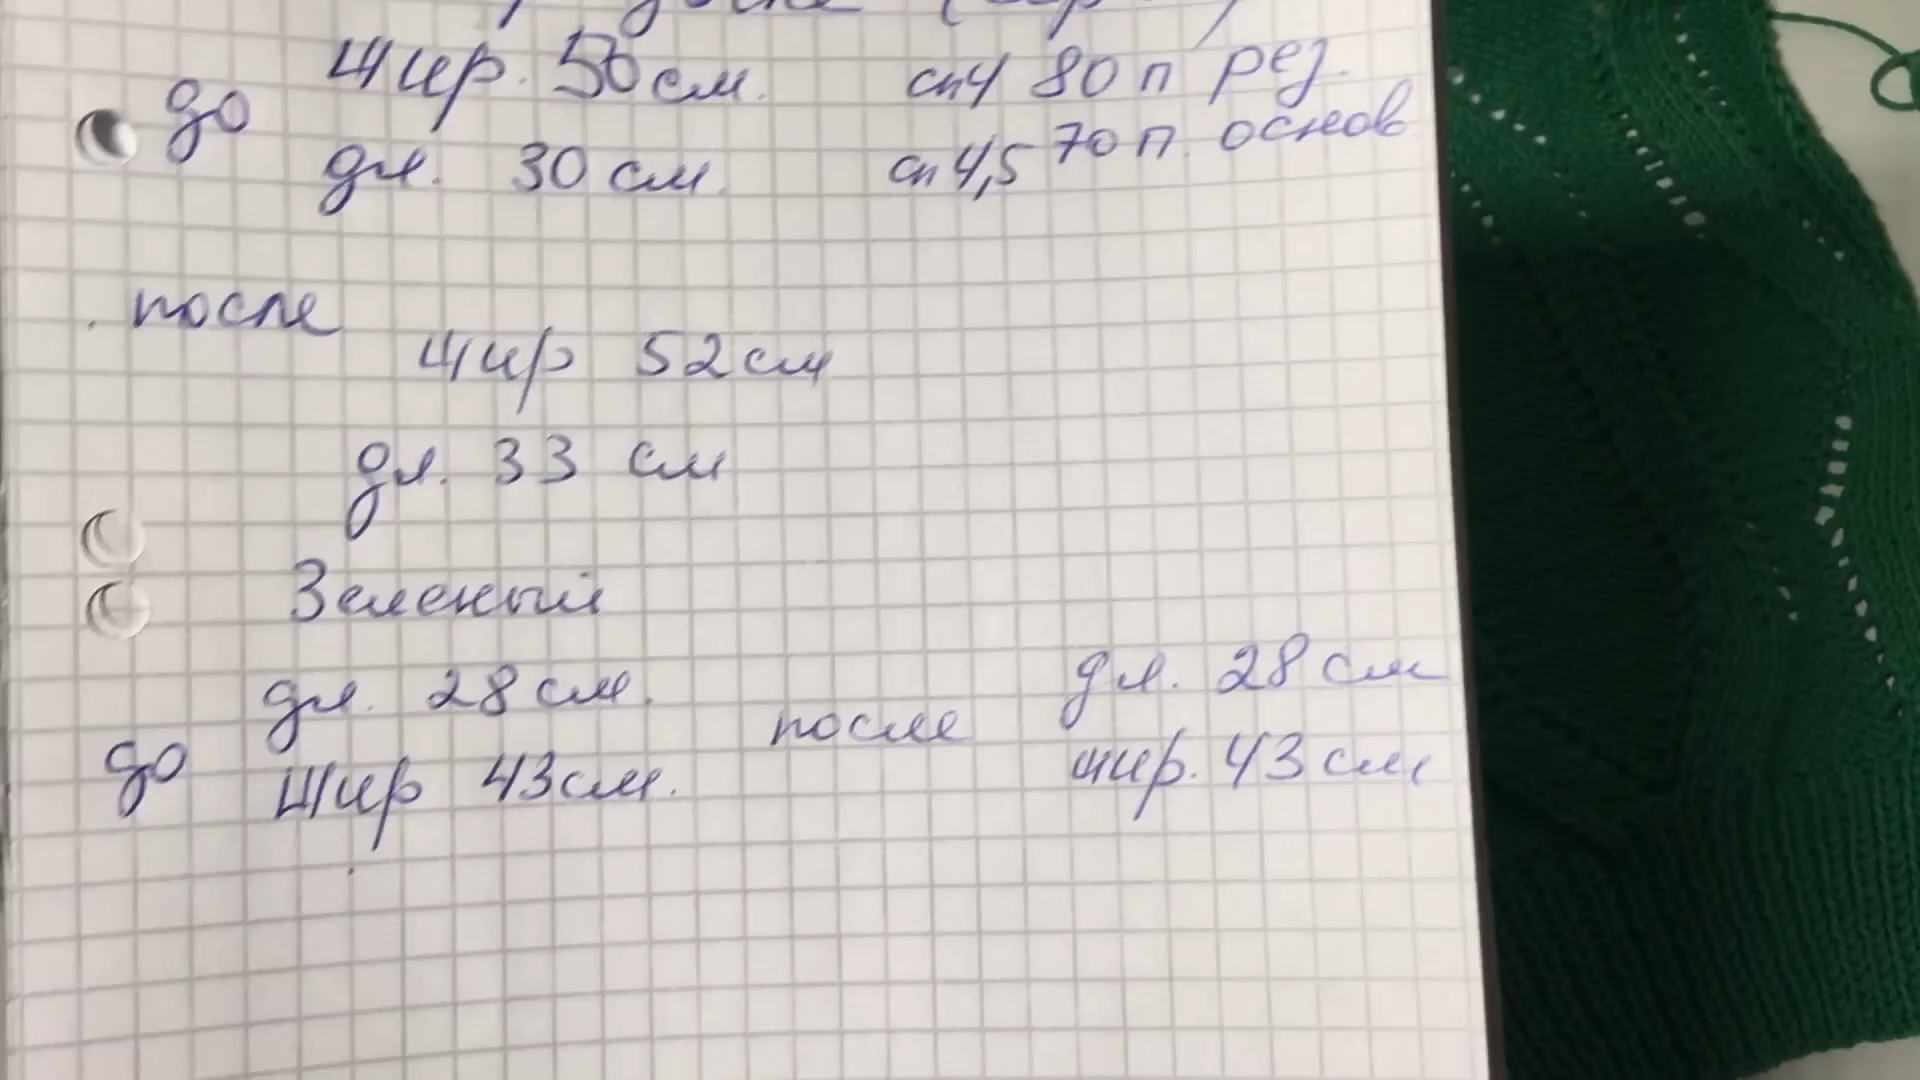 шир. 50 см. сп 4 80 п рез.
до
дл. 30 см. сп 4,5 70 п. основ
после
шир 52 см
дл. 33 см
Зеленый
дл. 28 см. дл. 28 см
до после
шир 43 см. шир. 43 см